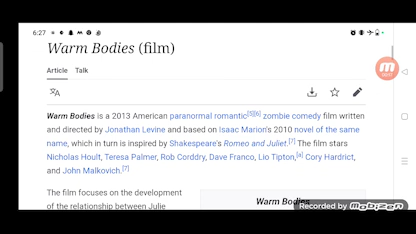 6:27
Warm Bodies (film)
Article Talk
Warm Bodies is a 2013 American paranormal romantic[5][6] zombie comedy film written
and directed by Jonathan Levine and based on Isaac Marion's 2010 novel of the same
name, which in turn is inspired by Shakespeare's Romeo and Juliet.[7] The film stars
Nicholas Hoult, Teresa Palmer, Rob Corddry, Dave Franco, Lio Tipton,[a] Cory Hardrict,
and John Malkovich.[7]
The film focuses on the development
of the relationship between Julie
Warm Bodies
Recorded by Mobizen